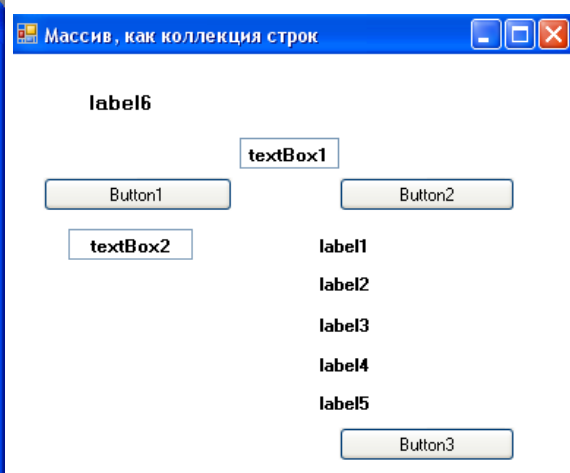 Массив, как коллекция строк
label6
textBox1
Button1
Button2
textBox2
label1
label2
label3
label4
label5
Button3